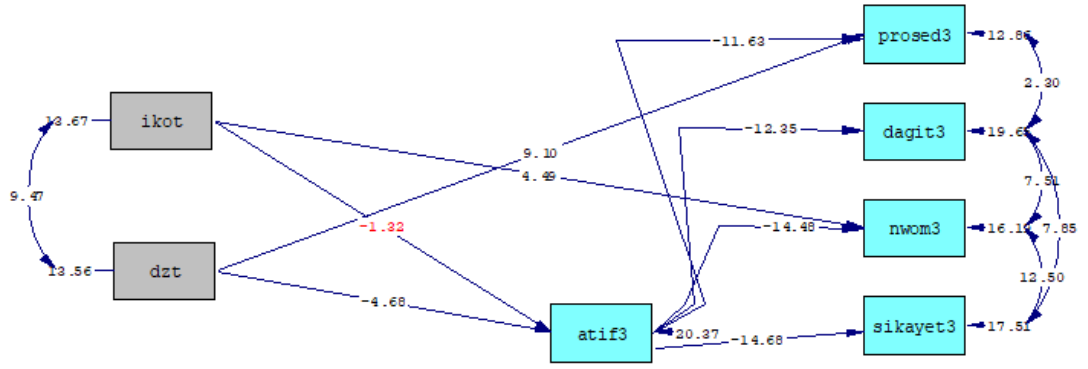 prosed3
12.86
-11.63
2.30
13.67
ikot
-12.35
dagit3
19.65
9.10
4.49
7.51
9.47
-1.32
-14.48
nwom3
16.19
7.85
13.56
dzt
12.50
-4.68
atif3
20.37
-14.68
sikayet3
17.51